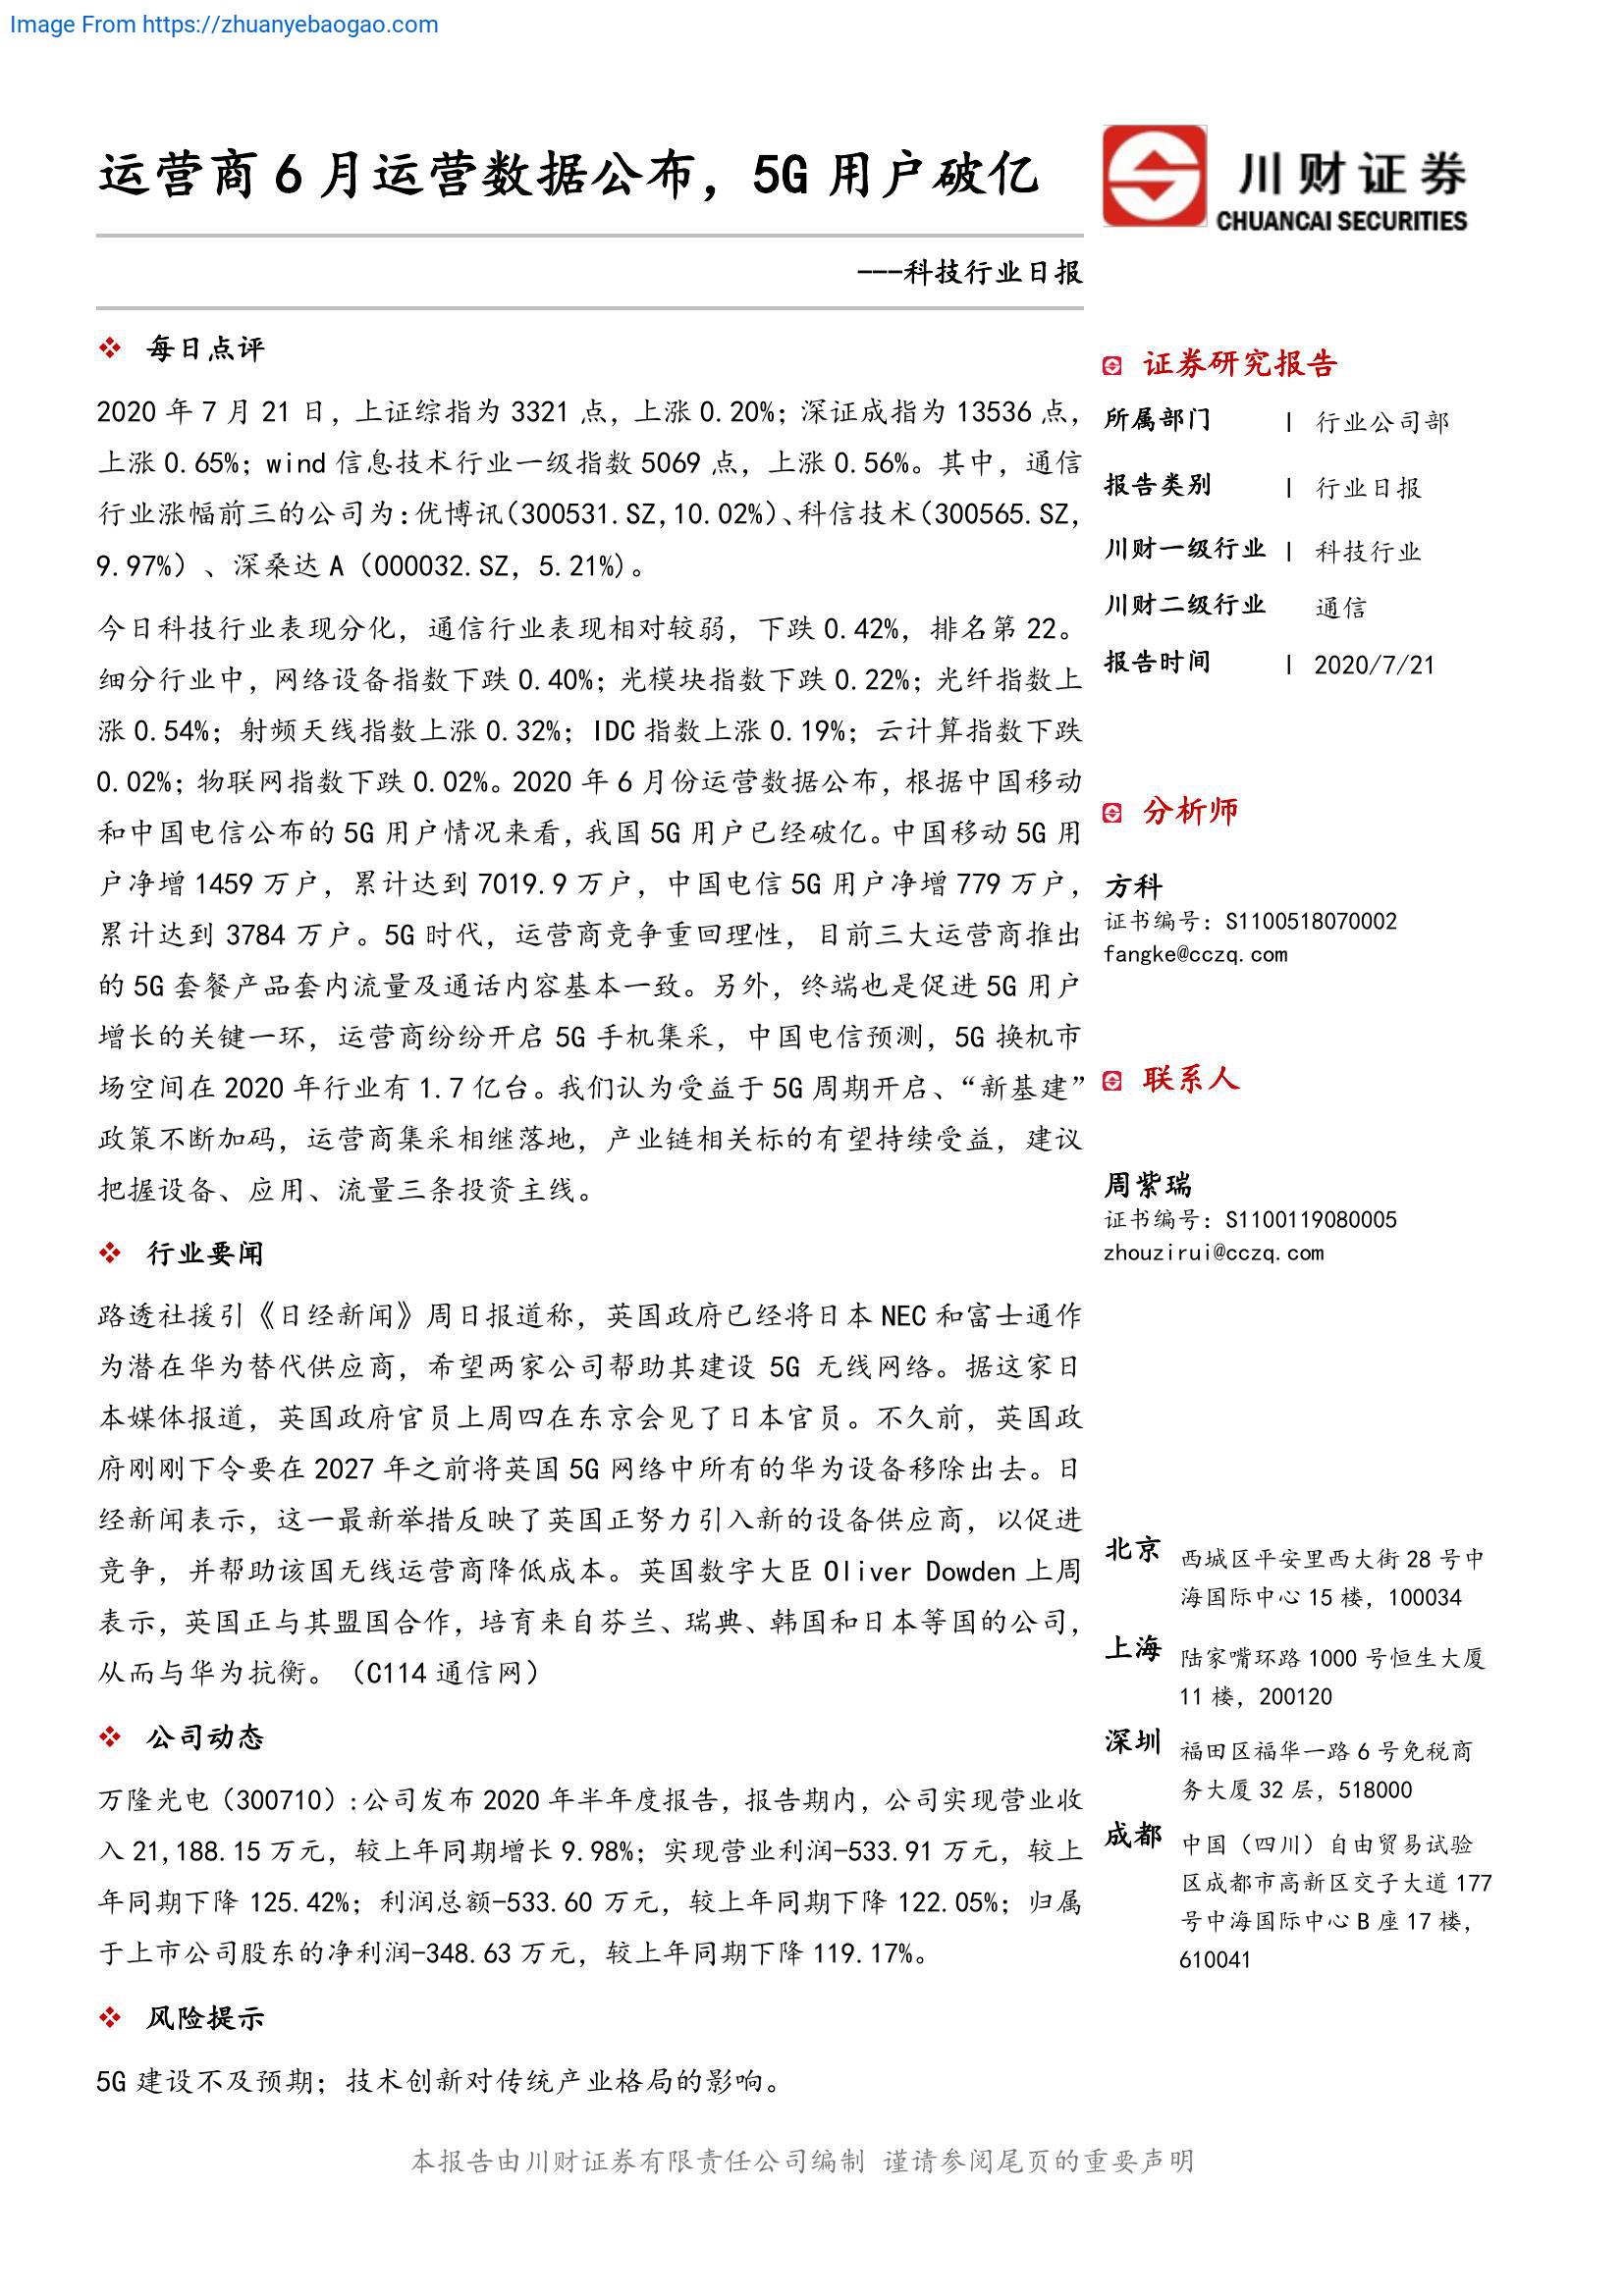 Image From https://zhuanyebaogao.com
运营商 6 月运营数据公布，5G 用户破亿
川财证券
CHUANCAI SECURITIES
---科技行业日报
每日点评
2020 年 7 月 21 日，上证综指为 3321 点，上涨 0.20%；深证成指为 13536 点，
上涨 0.65%；wind 信息技术行业一级指数 5069 点，上涨 0.56%。其中，通信
行业涨幅前三的公司为：优博讯（300531.SZ,10.02%）、科信技术（300565.SZ，
9.97%）、深桑达 A（000032.SZ，5.21%）。
今日科技行业表现分化，通信行业表现相对较弱，下跌 0.42%，排名第 22。
细分行业中，网络设备指数下跌 0.40%；光模块指数下跌 0.22%；光纤指数上
涨 0.54%；射频天线指数上涨 0.32%；IDC 指数上涨 0.19%；云计算指数下跌
0.02%；物联网指数下跌 0.02%。2020 年 6 月份运营数据公布，根据中国移动
和中国电信公布的 5G 用户情况来看，我国 5G 用户已经破亿。中国移动 5G 用
户净增 1459 万户，累计达到 7019.9 万户，中国电信 5G 用户净增 779 万户，
累计达到 3784 万户。5G 时代，运营商竞争重回理性，目前三大运营商推出
的 5G 套餐产品套内流量及通话内容基本一致。另外，终端也是促进 5G 用户
增长的关键一环，运营商纷纷开启 5G 手机集采，中国电信预测，5G 换机市
场空间在 2020 年行业有 1.7 亿台。我们认为受益于 5G 周期开启、“新基建”
政策不断加码，运营商集采相继落地，产业链相关标的有望持续受益，建议
把握设备、应用、流量三条投资主线。
行业要闻
路透社援引《日经新闻》周日报道称，英国政府已经将日本 NEC 和富士通作
为潜在华为替代供应商，希望两家公司帮助其建设 5G 无线网络。据这家日
本媒体报道，英国政府官员上周四在东京会见了日本官员。不久前，英国政
府刚刚下令要在 2027 年之前将英国 5G 网络中所有的华为设备移除出去。日
经新闻表示，这一最新举措反映了英国正努力引入新的设备供应商，以促进
竞争，并帮助该国无线运营商降低成本。英国数字大臣 Oliver Dowden 上周
表示，英国正与其盟国合作，培育来自芬兰、瑞典、韩国和日本等国的公司，
从而与华为抗衡。（C114 通信网）
公司动态
万隆光电（300710）：公司发布 2020 年半年度报告，报告期内，公司实现营业收
入 21,188.15 万元，较上年同期增长 9.98%；实现营业利润-533.91 万元，较上
年同期下降 125.42%；利润总额-533.60 万元，较上年同期下降 122.05%；归属
于上市公司股东的净利润-348.63 万元，较上年同期下降 119.17%。
风险提示
5G 建设不及预期；技术创新对传统产业格局的影响。
证券研究报告
所属部门 | 行业公司部
报告类别 | 行业日报
川财一级行业 | 科技行业
川财二级行业 通信
报告时间 | 2020/7/21
分析师
方科
证书编号：S1100518070002
fangke@cczq.com
联系人
周紫瑞
证书编号：S1100119080005
zhouzirui@cczq.com
北京 西城区平安里西大街 28 号中
海国际中心 15 楼，100034
上海 陆家嘴环路 1000 号恒生大厦
11 楼，200120
深圳 福田区福华一路 6 号免税商
务大厦 32 层，518000
成都 中国（四川）自由贸易试验
区成都市高新区交子大道 177
号中海国际中心 B 座 17 楼，
610041
本报告由川财证券有限责任公司编制 谨请参阅尾页的重要声明